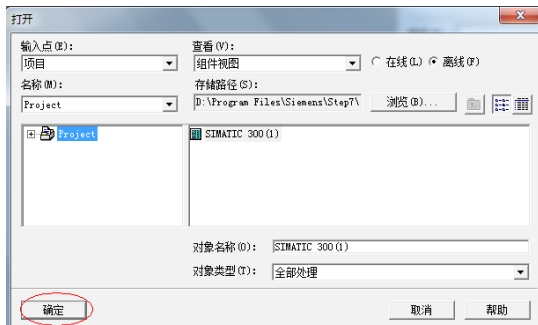 打开
输入点(E): 查看(V):
项目 组件视图 在线(L) 离线(F)
名称(M): 存储路径(S):
Project D:\Program Files\Siemens\Step7\ 浏览(B)...
Project SIMATIC 300(1)
对象名称(O): SIMATIC 300(1)
对象类型(T): 全部处理
确定 取消 帮助